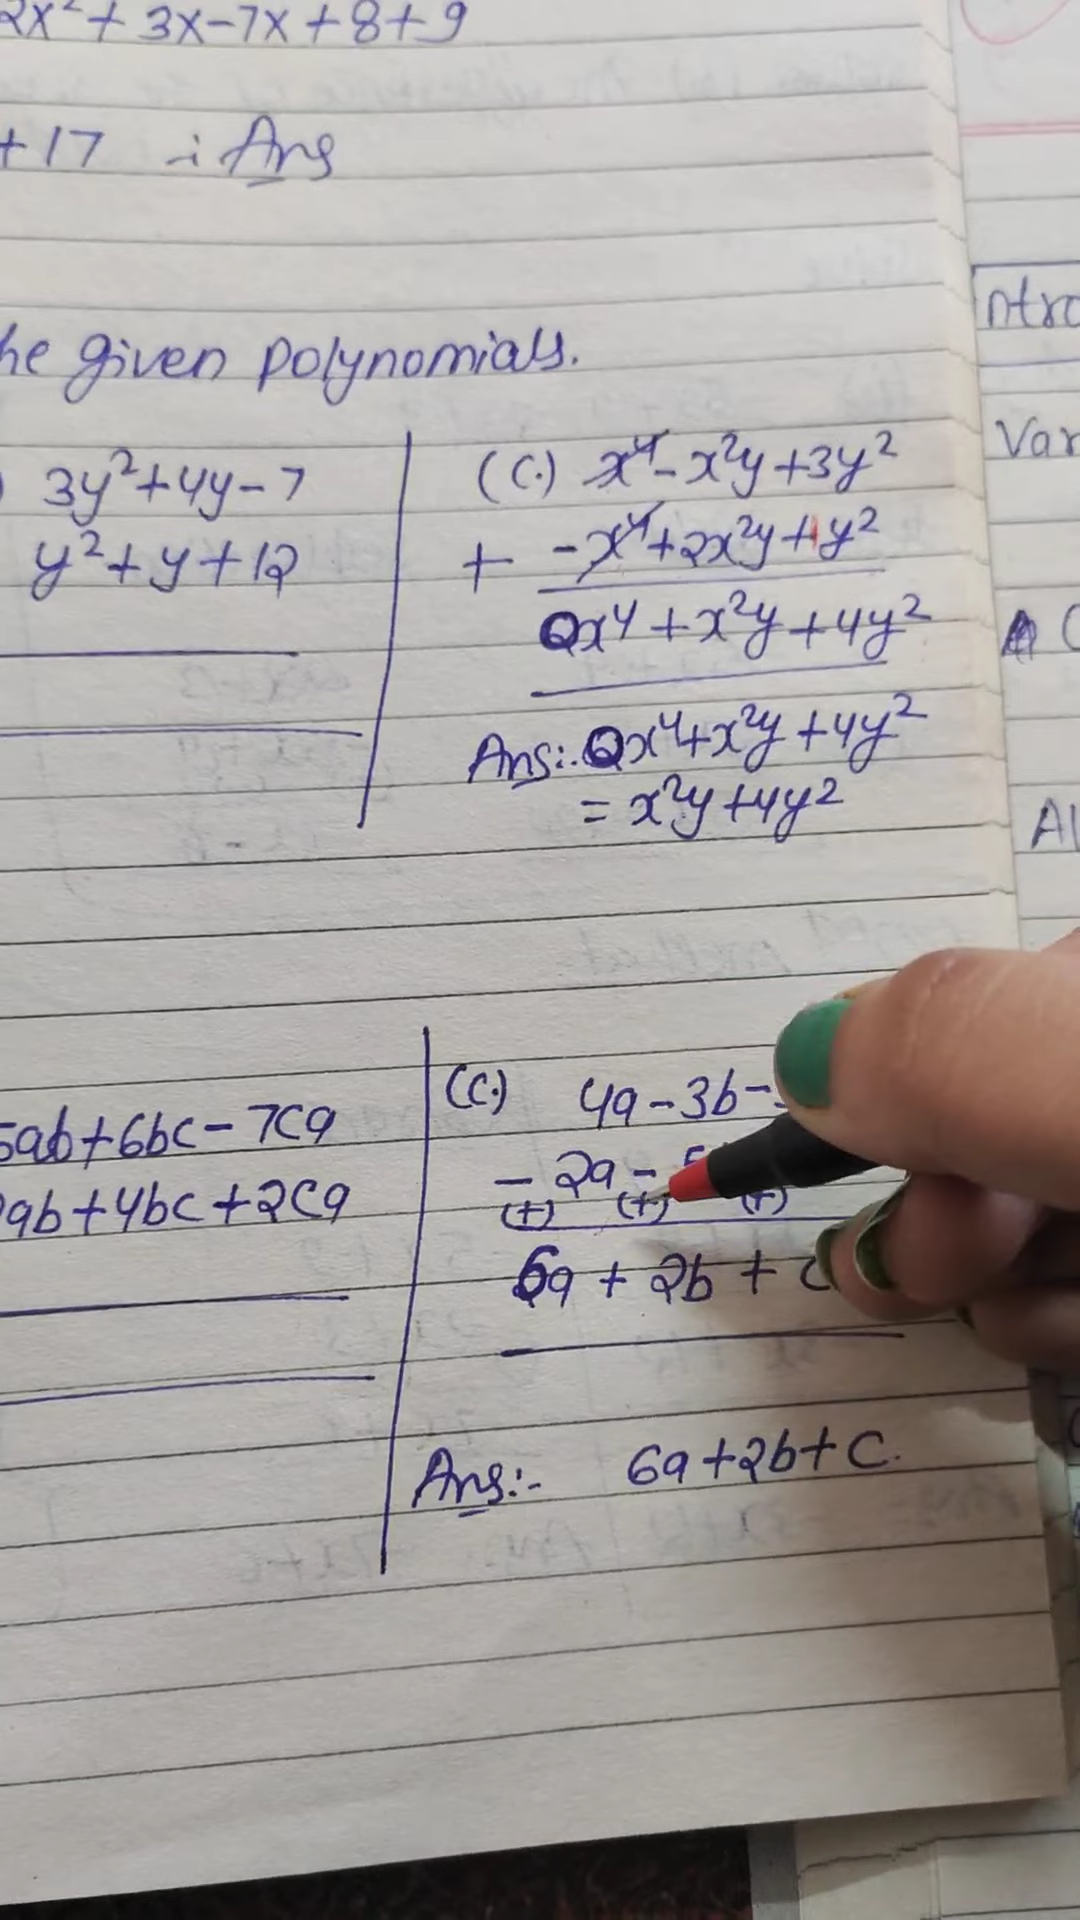 2x²+3x-7x+8+9
+17 ∴ Ans
he given polynomials.
3y²+4y-7
y²+y+12
(C.) x⁴-x²y+3y²
+ -x⁴+2x²y+y²
0x⁴+x²y+4y²
Ans:. 0x⁴+x²y+4y²
= x²y+4y²
5ab+6bc-7ca
ab+4bc+2ca
(C.) 4a-3b-
-2a-
(+) (+) (+)
6a+2b+c
Ans:- 6a+2b+c.
ntro
Var
Al